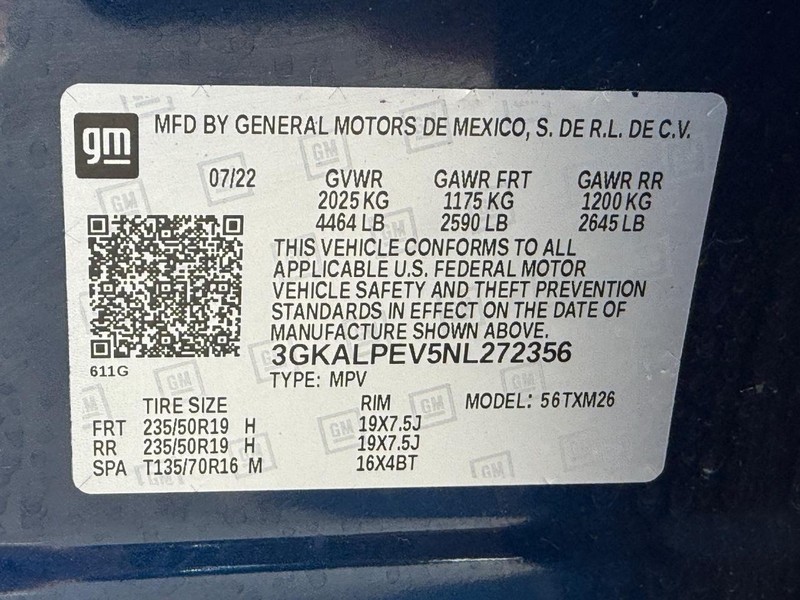 gm MFD BY GENERAL MOTORS DE MEXICO, S. DE R.L. DE C.V.
07/22 GVWR GAWR FRT GAWR RR
2025 KG 1175 KG 1200 KG
4464 LB 2590 LB 2645 LB
THIS VEHICLE CONFORMS TO ALL
APPLICABLE U.S. FEDERAL MOTOR
VEHICLE SAFETY AND THEFT PREVENTION
STANDARDS IN EFFECT ON THE DATE OF
MANUFACTURE SHOWN ABOVE.
611G
3GKALPEV5NL272356
TYPE: MPV
TIRE SIZE RIM MODEL: 56TXM26
FRT 235/50R19 H 19X7.5J
RR 235/50R19 H 19X7.5J
SPA T135/70R16 M 16X4BT